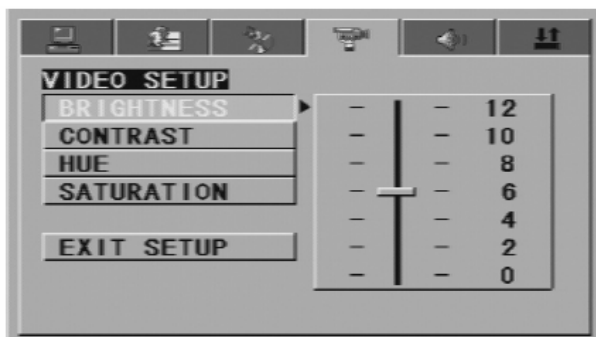 VIDEO SETUP
BRIGHTNESS
CONTRAST
HUE
SATURATION
EXIT SETUP
- - 12
- - 10
- - 8
- - 6
- - 4
- - 2
- - 0